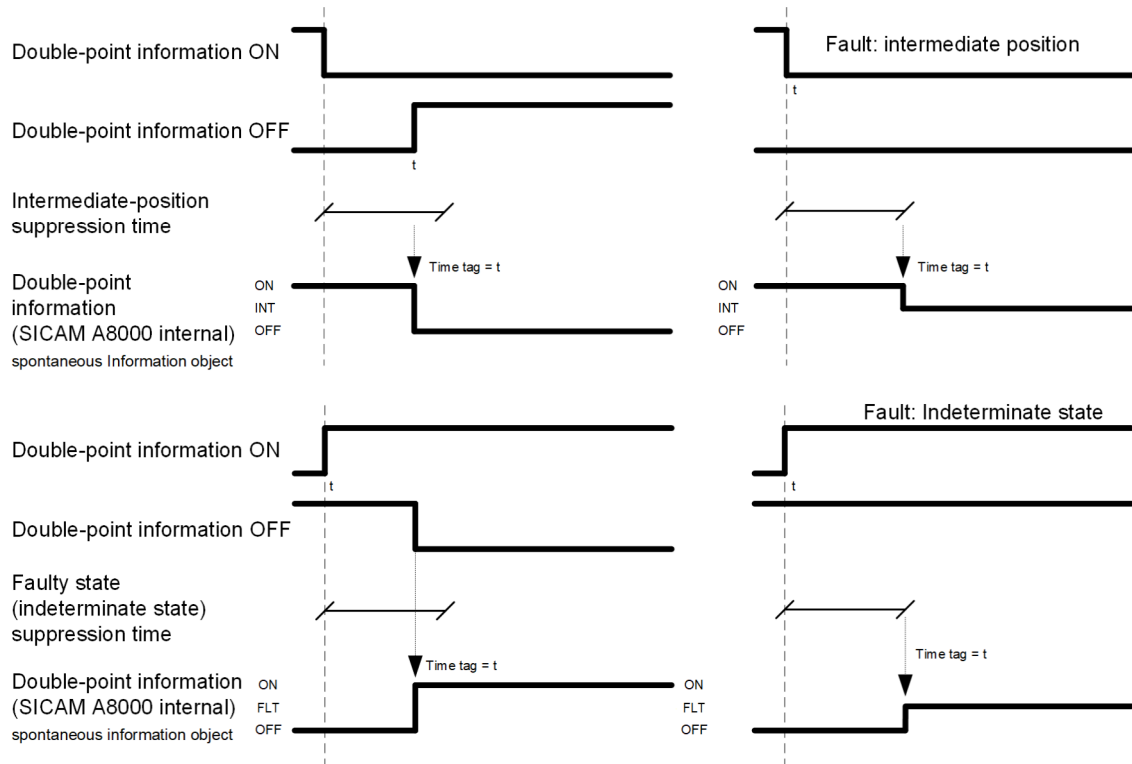 Double-point information ON
Fault: intermediate position
t
Double-point information OFF
t
Intermediate-position
suppression time
Time tag = t
Time tag = t
Double-point
information
(SICAM A8000 internal)
spontaneous Information object
ON
INT
OFF
ON
INT
OFF
Fault: Indeterminate state
Double-point information ON
t
t
Double-point information OFF
Faulty state
(indeterminate state)
suppression time
Time tag = t
Time tag = t
Double-point information
(SICAM A8000 internal)
spontaneous information object
ON
FLT
OFF
ON
FLT
OFF